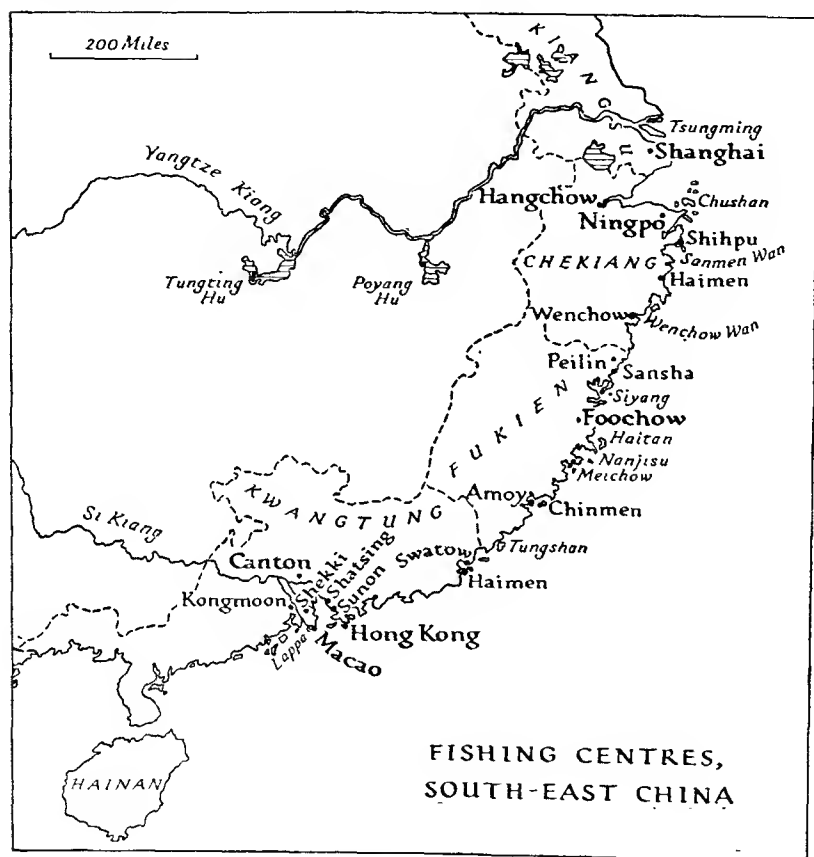 200 Miles
KIANGSU
Tsungming
Shanghai
Yangtze Kiang
Hangchow
Chushan
Ningpo
Shihpu
Sanmen Wan
CHEKIANG
Haimen
Tungting
Hu
Poyang
Hu
Wenchow
Wenchow Wan
Peilin
Sansha
Siyang
FUKIEN
Foochow
Haitan
Nanjisu
Meichow
KWANGTUNG
Amoy
Chinmen
Si Kiang
Tungshan
Swatow
Canton
Shekki
Shatsing
Sunon
Haimen
Kongmoon
Hong Kong
Lappa
Macao
HAINAN
FISHING CENTRES,
SOUTH-EAST CHINA